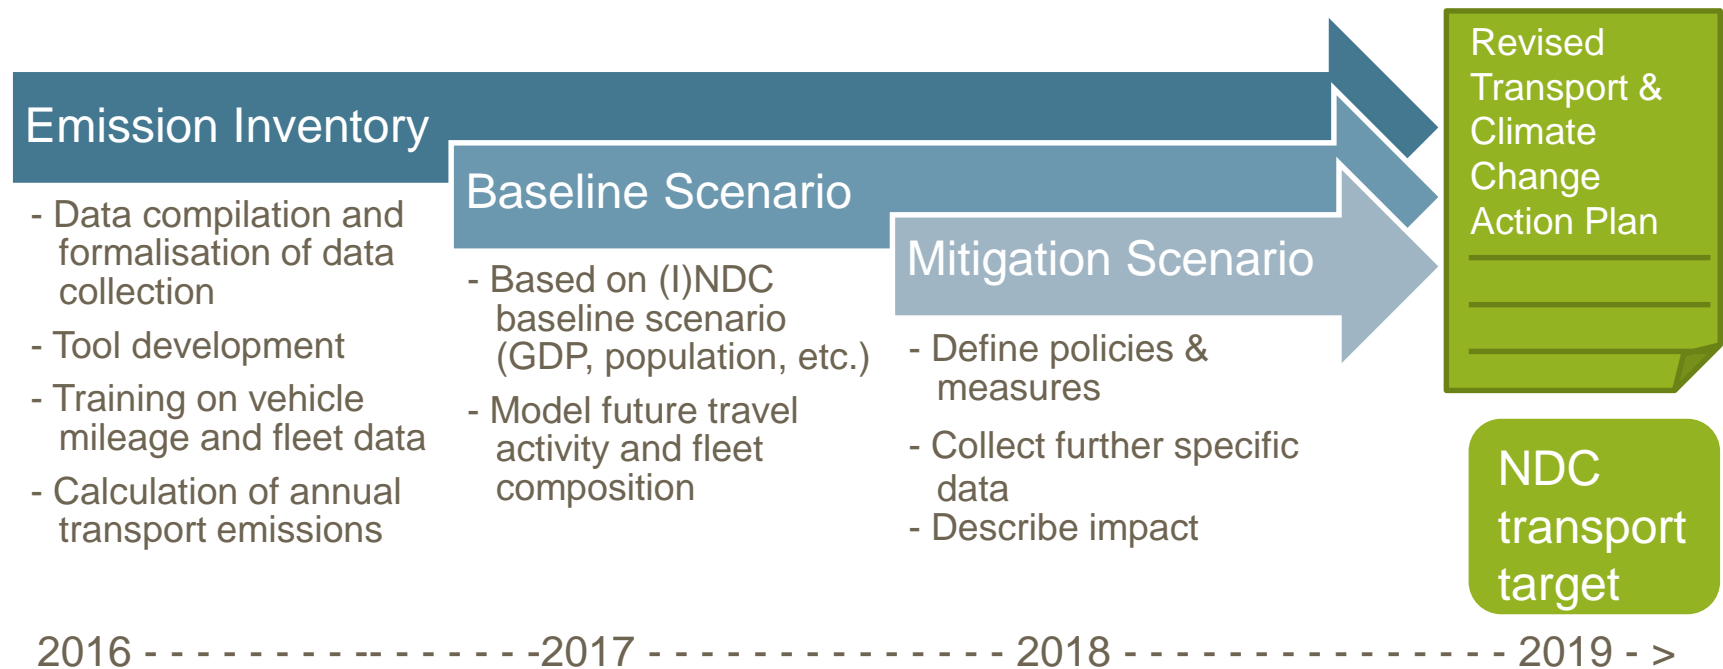 Emission Inventory
- Data compilation and
formalisation of data
collection
- Tool development
- Training on vehicle
mileage and fleet data
- Calculation of annual
transport emissions
Baseline Scenario
- Based on (I)NDC
baseline scenario
(GDP, population, etc.)
- Model future travel
activity and fleet
composition
Mitigation Scenario
- Define policies &
measures
- Collect further specific
data
- Describe impact
Revised
Transport &
Climate
Change
Action Plan
NDC
transport
target
2016 - - - - - - - - - -- - - - - - -2017 - - - - - - - - - - - - - - 2018 - - - - - - - - - - - - - - - 2019 - >